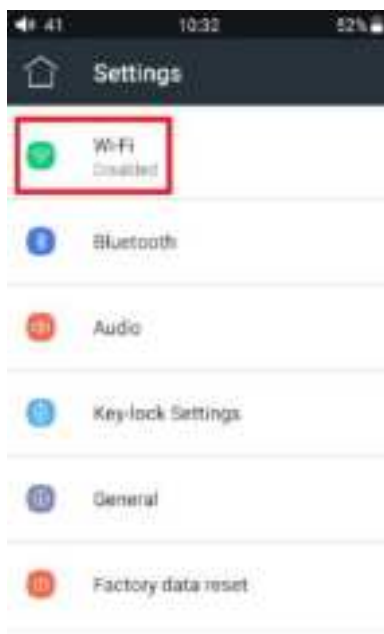 41 10:32 52%
Settings
Wi-Fi
Disabled
Bluetooth
Audio
Key-lock Settings
General
Factory data reset